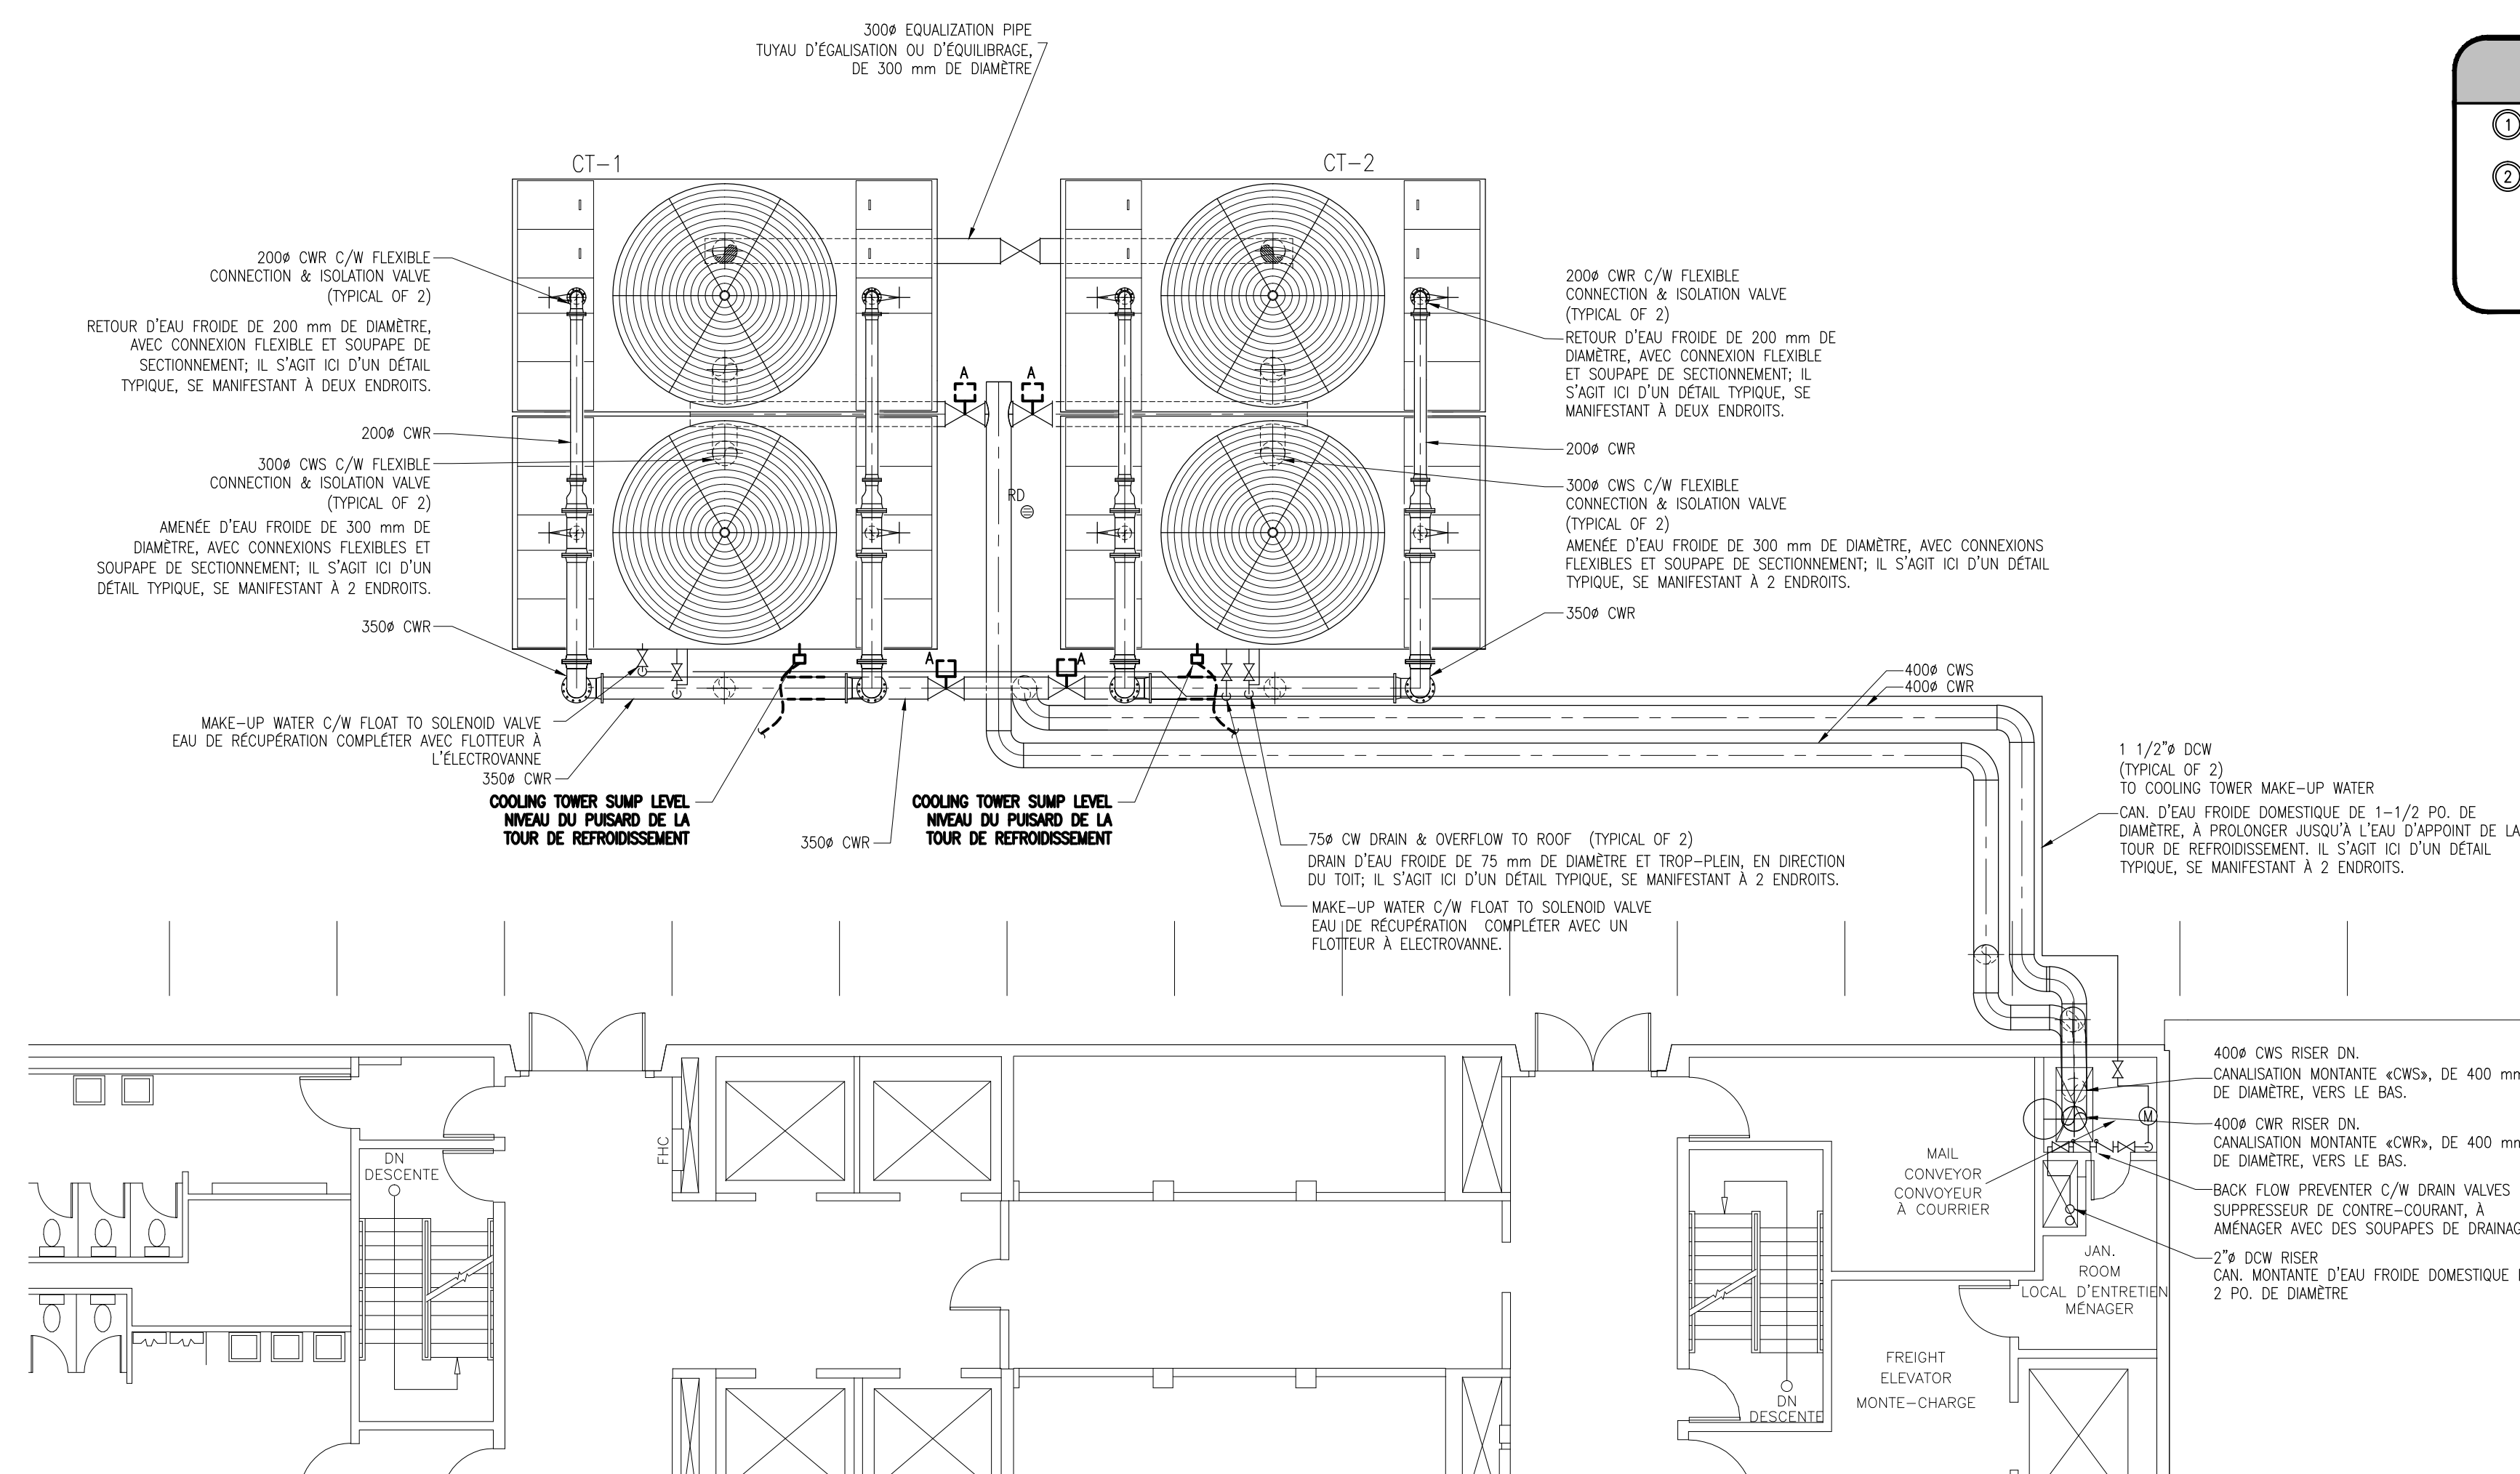 300ø EQUALIZATION PIPE
TUYAU D'ÉGALISATION OU D'ÉQUILIBRAGE,
DE 300 mm DE DIAMÈTRE
1
2
CT-1
CT-2
200ø CWR C/W FLEXIBLE
CONNECTION & ISOLATION VALVE
(TYPICAL OF 2)
RETOUR D'EAU FROIDE DE 200 mm DE DIAMÈTRE,
AVEC CONNEXION FLEXIBLE ET SOUPAPE DE
SECTIONNEMENT; IL S'AGIT ICI D'UN DÉTAIL
TYPIQUE, SE MANIFESTANT À DEUX ENDROITS.
200ø CWR
300ø CWS C/W FLEXIBLE
CONNECTION & ISOLATION VALVE
(TYPICAL OF 2)
AMENÉE D'EAU FROIDE DE 300 mm DE
DIAMÈTRE, AVEC CONNEXIONS FLEXIBLES ET
SOUPAPE DE SECTIONNEMENT; IL S'AGIT ICI D'UN
DÉTAIL TYPIQUE, SE MANIFESTANT À 2 ENDROITS.
350ø CWR
A
A
RD
A
A
200ø CWR C/W FLEXIBLE
CONNECTION & ISOLATION VALVE
(TYPICAL OF 2)
RETOUR D'EAU FROIDE DE 200 mm DE
DIAMÈTRE, AVEC CONNEXION FLEXIBLE
ET SOUPAPE DE SECTIONNEMENT; IL
S'AGIT ICI D'UN DÉTAIL TYPIQUE, SE
MANIFESTANT À DEUX ENDROITS.
200ø CWR
300ø CWS C/W FLEXIBLE
CONNECTION & ISOLATION VALVE
(TYPICAL OF 2)
AMENÉE D'EAU FROIDE DE 300 mm DE DIAMÈTRE, AVEC CONNEXIONS
FLEXIBLES ET SOUPAPE DE SECTIONNEMENT; IL S'AGIT ICI D'UN DÉTAIL
TYPIQUE, SE MANIFESTANT À 2 ENDROITS.
350ø CWR
400ø CWS
400ø CWR
MAKE-UP WATER C/W FLOAT TO SOLENOID VALVE
EAU DE RÉCUPÉRATION COMPLÉTER AVEC FLOTTEUR À
L'ÉLECTROVANNE
350ø CWR
COOLING TOWER SUMP LEVEL
NIVEAU DU PUISARD DE LA
TOUR DE REFROIDISSEMENT
350ø CWR
COOLING TOWER SUMP LEVEL
NIVEAU DU PUISARD DE LA
TOUR DE REFROIDISSEMENT
75ø CW DRAIN & OVERFLOW TO ROOF (TYPICAL OF 2)
DRAIN D'EAU FROIDE DE 75 mm DE DIAMÈTRE ET TROP-PLEIN, EN DIRECTION
DU TOIT; IL S'AGIT ICI D'UN DÉTAIL TYPIQUE, SE MANIFESTANT À 2 ENDROITS.
MAKE-UP WATER C/W FLOAT TO SOLENOID VALVE
EAU DE RÉCUPÉRATION COMPLÉTER AVEC UN
FLOTTEUR À ELECTROVANNE.
1 1/2"ø DCW
(TYPICAL OF 2)
TO COOLING TOWER MAKE-UP WATER
CAN. D'EAU FROIDE DOMESTIQUE DE 1-1/2 PO. DE
DIAMÈTRE, À PROLONGER JUSQU'À L'EAU D'APPOINT DE LA
TOUR DE REFROIDISSEMENT. IL S'AGIT ICI D'UN DÉTAIL
TYPIQUE, SE MANIFESTANT À 2 ENDROITS.
400ø CWS RISER DN.
CANALISATION MONTANTE «CWS», DE 400 mm
DE DIAMÈTRE, VERS LE BAS.
400ø CWR RISER DN.
CANALISATION MONTANTE «CWR», DE 400 mm
DE DIAMÈTRE, VERS LE BAS.
BACK FLOW PREVENTER C/W DRAIN VALVES
SUPPRESSEUR DE CONTRE-COURANT, À
AMÉNAGER AVEC DES SOUPAPES DE
2"ø DCW RISER
CAN. MONTANTE D'EAU FROIDE DOMESTIQUE
2 PO. DE DIAMÈTRE
M
DN
DESCENTE
FHC
MAIL
CONVEYOR
CONVOYEUR
À COURRIER
JAN.
ROOM
LOCAL D'ENTRETIEN
MÉNAGER
FREIGHT
ELEVATOR
MONTE-CHARGE
DN
DESCENTE